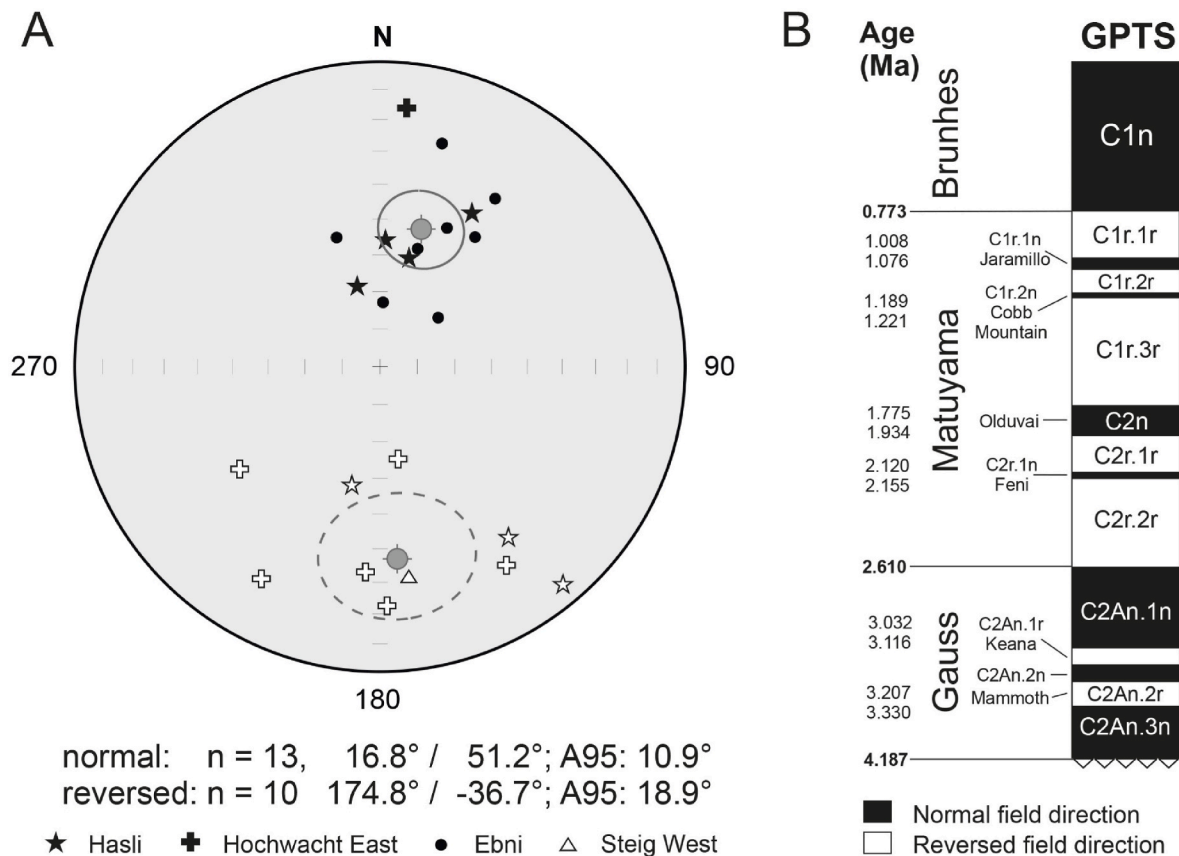 A
N
270
90
180
normal: n = 13, 16.8° / 51.2°; A95: 10.9°
reversed: n = 10 174.8° / -36.7°; A95: 18.9°
Hasli
Hochwacht East
Ebni
Steig West
B
Age
(Ma)
GPTS
Brunhes
C1n
0.773
C1r.1r
1.008
1.076
C1r.1n
Jaramillo
C1r.2r
1.189
1.221
C1r.2n
Cobb
Mountain
Matuyama
C1r.3r
1.775
1.934
Olduvai
C2n
C2r.1r
2.120
2.155
C2r.1n
Feni
C2r.2r
2.610
Gauss
C2An.1n
3.032
3.116
C2An.1r
Keana
C2An.2n
3.207
3.330
Mammoth
C2An.2r
C2An.3n
4.187
Normal field direction
Reversed field direction